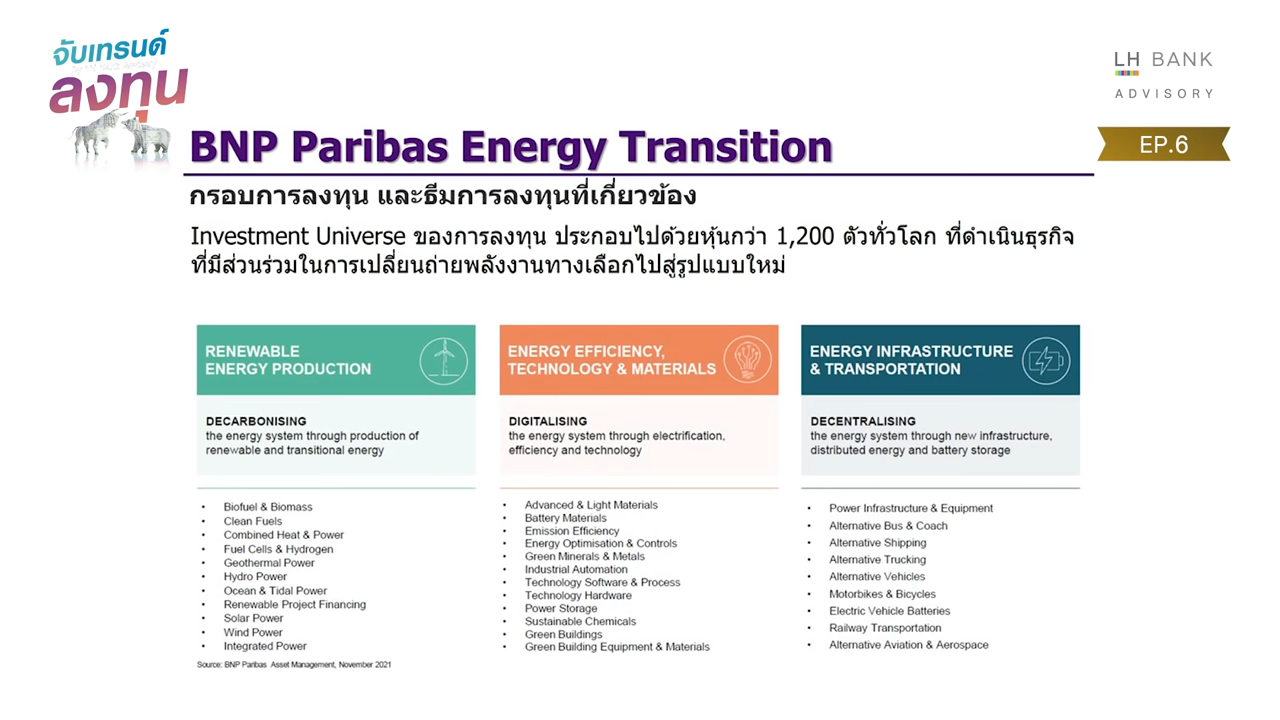 จับเทรนด์
ลงทุน
LH BANK
ADVISORY
EP.6
BNP Paribas Energy Transition
กรอบการลงทุน และธีมการลงทุนที่เกี่ยวข้อง
Investment Universe ของการลงทุน ประกอบไปด้วยหุ้นกว่า 1,200 ตัวทั่วโลก ที่ดำเนินธุรกิจ
ที่มีส่วนร่วมในการเปลี่ยนถ่ายพลังงานทางเลือกไปสู่รูปแบบใหม่
RENEWABLE
ENERGY PRODUCTION
DECARBONISING
the energy system through production of
renewable and transitional energy
• Biofuel & Biomass
• Clean Fuels
• Combined Heat & Power
• Fuel Cells & Hydrogen
• Geothermal Power
• Hydro Power
• Ocean & Tidal Power
• Renewable Project Financing
• Solar Power
• Wind Power
• Integrated Power
ENERGY EFFICIENCY,
TECHNOLOGY & MATERIALS
DIGITALISING
the energy system through electrification,
efficiency and technology
• Advanced & Light Materials
• Battery Materials
• Emission Efficiency
• Energy Optimisation & Controls
• Green Minerals & Metals
• Industrial Automation
• Technology Software & Process
• Technology Hardware
• Power Storage
• Sustainable Chemicals
• Green Buildings
• Green Building Equipment & Materials
ENERGY INFRASTRUCTURE
& TRANSPORTATION
DECENTRALISING
the energy system through new infrastructure,
distributed energy and battery storage
• Power Infrastructure & Equipment
• Alternative Bus & Coach
• Alternative Shipping
• Alternative Trucking
• Alternative Vehicles
• Motorbikes & Bicycles
• Electric Vehicle Batteries
• Railway Transportation
• Alternative Aviation & Aerospace
Source: BNP Paribas Asset Management, November 2021